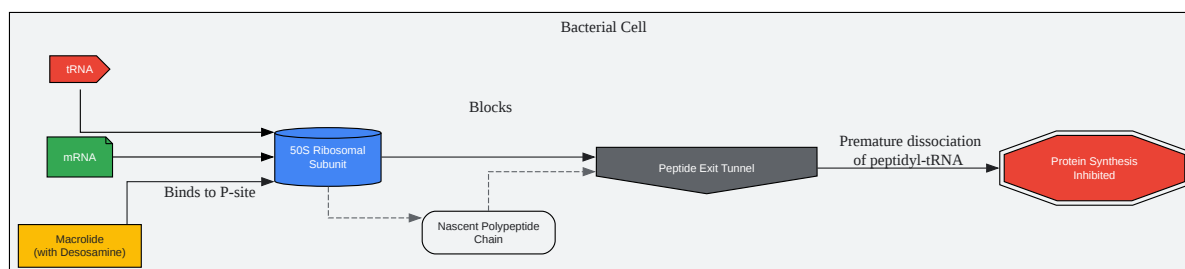 Bacterial Cell
tRNA
Blocks
mRNA
50S Ribosomal
Subunit
Premature dissociation
of peptidyl-tRNA
Peptide Exit Tunnel
Protein Synthesis
Inhibited
Binds to P-site
Nascent Polypeptide
Chain
Macrolide
(with Desosamine)